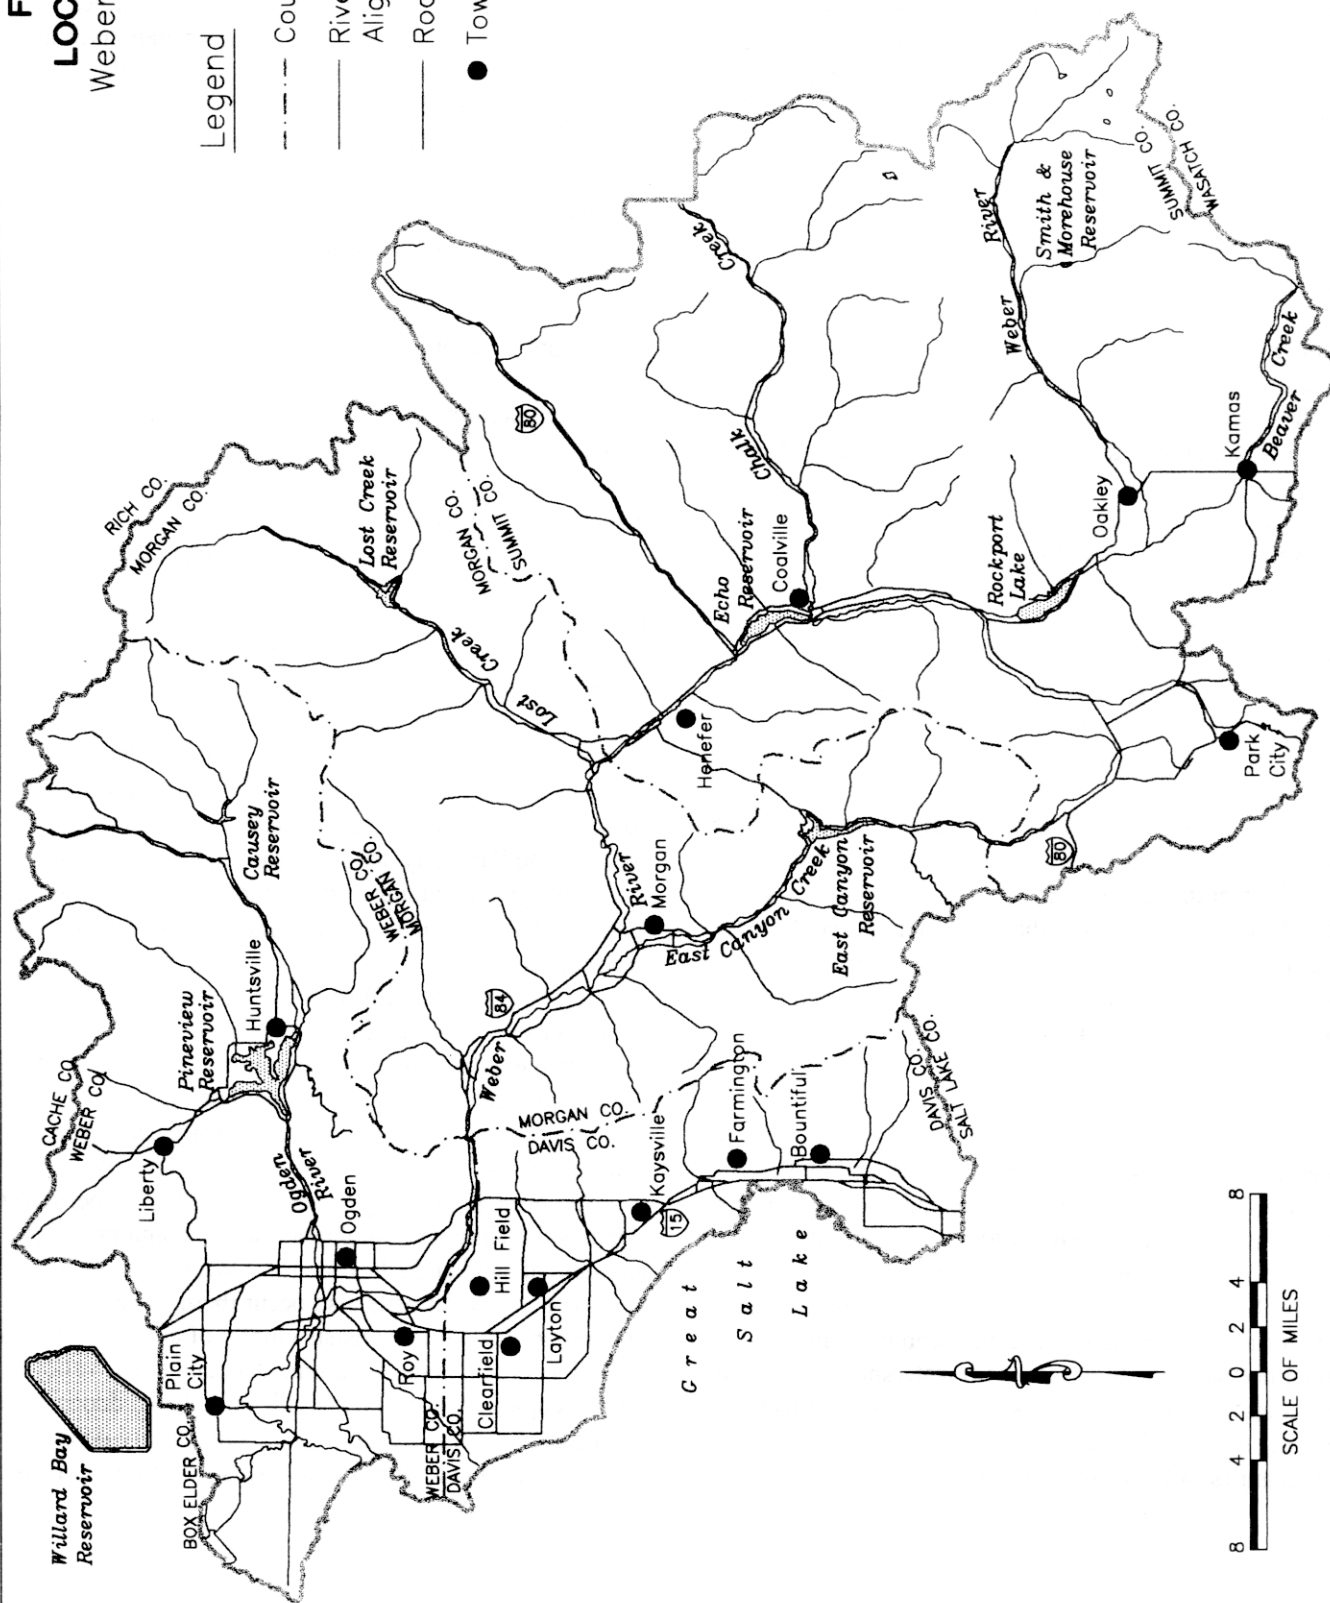 F
LOC
Weber
Legend
Cou
Rive
Alig
Roa
Tow
Willard Bay
Reservoir
BOX ELDER CO.
Plain
City
CACHE CO.
WEBER CO.
Liberty
Pineview
Reservoir
Huntsville
Causey
Reservoir
Ogden
River
Ogden
Roy
WEBER CO.
DAVIS CO.
Clearfield
Hill Field
Layton
Kaysville
15
MORGAN CO.
DAVIS CO.
Weber
84
WEBER CO.
MORGAN CO.
RICH CO.
MORGAN CO.
Lost Creek
Reservoir
MORGAN CO.
SUMMIT CO.
Lost
Creek
River
Morgan
East Canyon
Creek
East Canyon
Reservoir
Henefer
80
Echo
Reservoir
Coalville
Chalk
Creek
Farmington
Bountiful
DAVIS CO.
SALT LAKE CO.
Great
Salt
Lake
80
Park
City
Rockport
Lake
Oakley
Kamas
Beaver
Creek
Weber
River
Smith &
Morehouse
Reservoir
SUMMIT CO.
WASATCH CO.
8 4 2 0 2 4 8
SCALE OF MILES